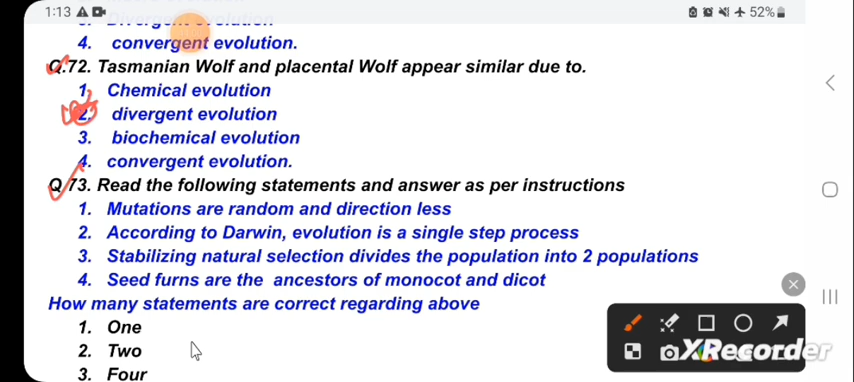 1:13 52%
3. Divergent evolution
4. convergent evolution.
Q.72. Tasmanian Wolf and placental Wolf appear similar due to.
1. Chemical evolution
2. divergent evolution
3. biochemical evolution
4. convergent evolution.
Q.73. Read the following statements and answer as per instructions
1. Mutations are random and direction less
2. According to Darwin, evolution is a single step process
3. Stabilizing natural selection divides the population into 2 populations
4. Seed furns are the ancestors of monocot and dicot
How many statements are correct regarding above
1. One
2. Two
3. Four
XRecorder